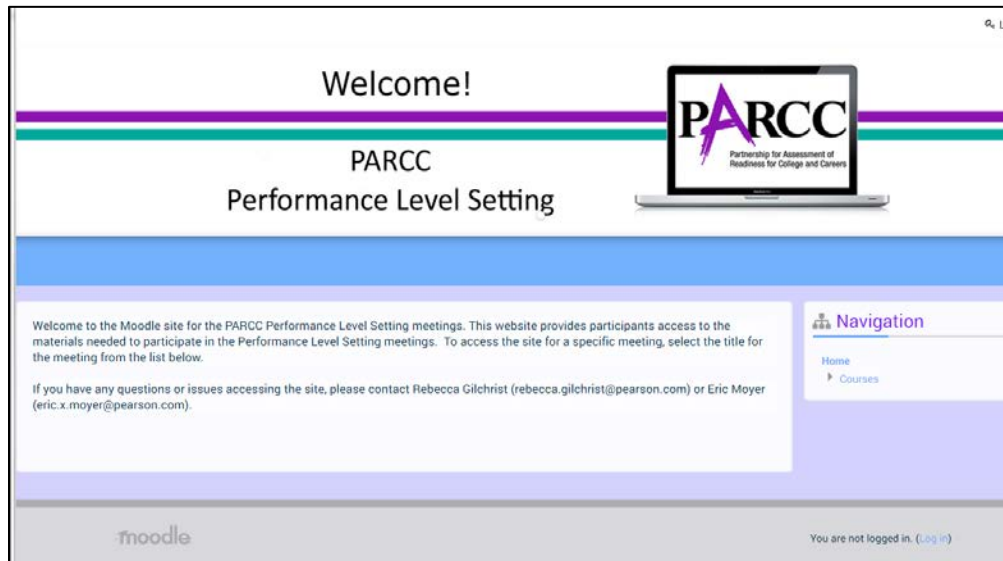 L
Welcome!
PARCC
Performance Level Setting
PARCC
Partnership for Assessment of
Readiness for College and Careers
Welcome to the Moodle site for the PARCC Performance Level Setting meetings. This website provides participants access to the
materials needed to participate in the Performance Level Setting meetings. To access the site for a specific meeting, select the title for
the meeting from the list below.
If you have any questions or issues accessing the site, please contact Rebecca Gilchrist (rebecca.gilchrist@pearson.com) or Eric Moyer
(eric.x.moyer@pearson.com).
Navigation
Home
Courses
moodle
You are not logged in. (Log in)